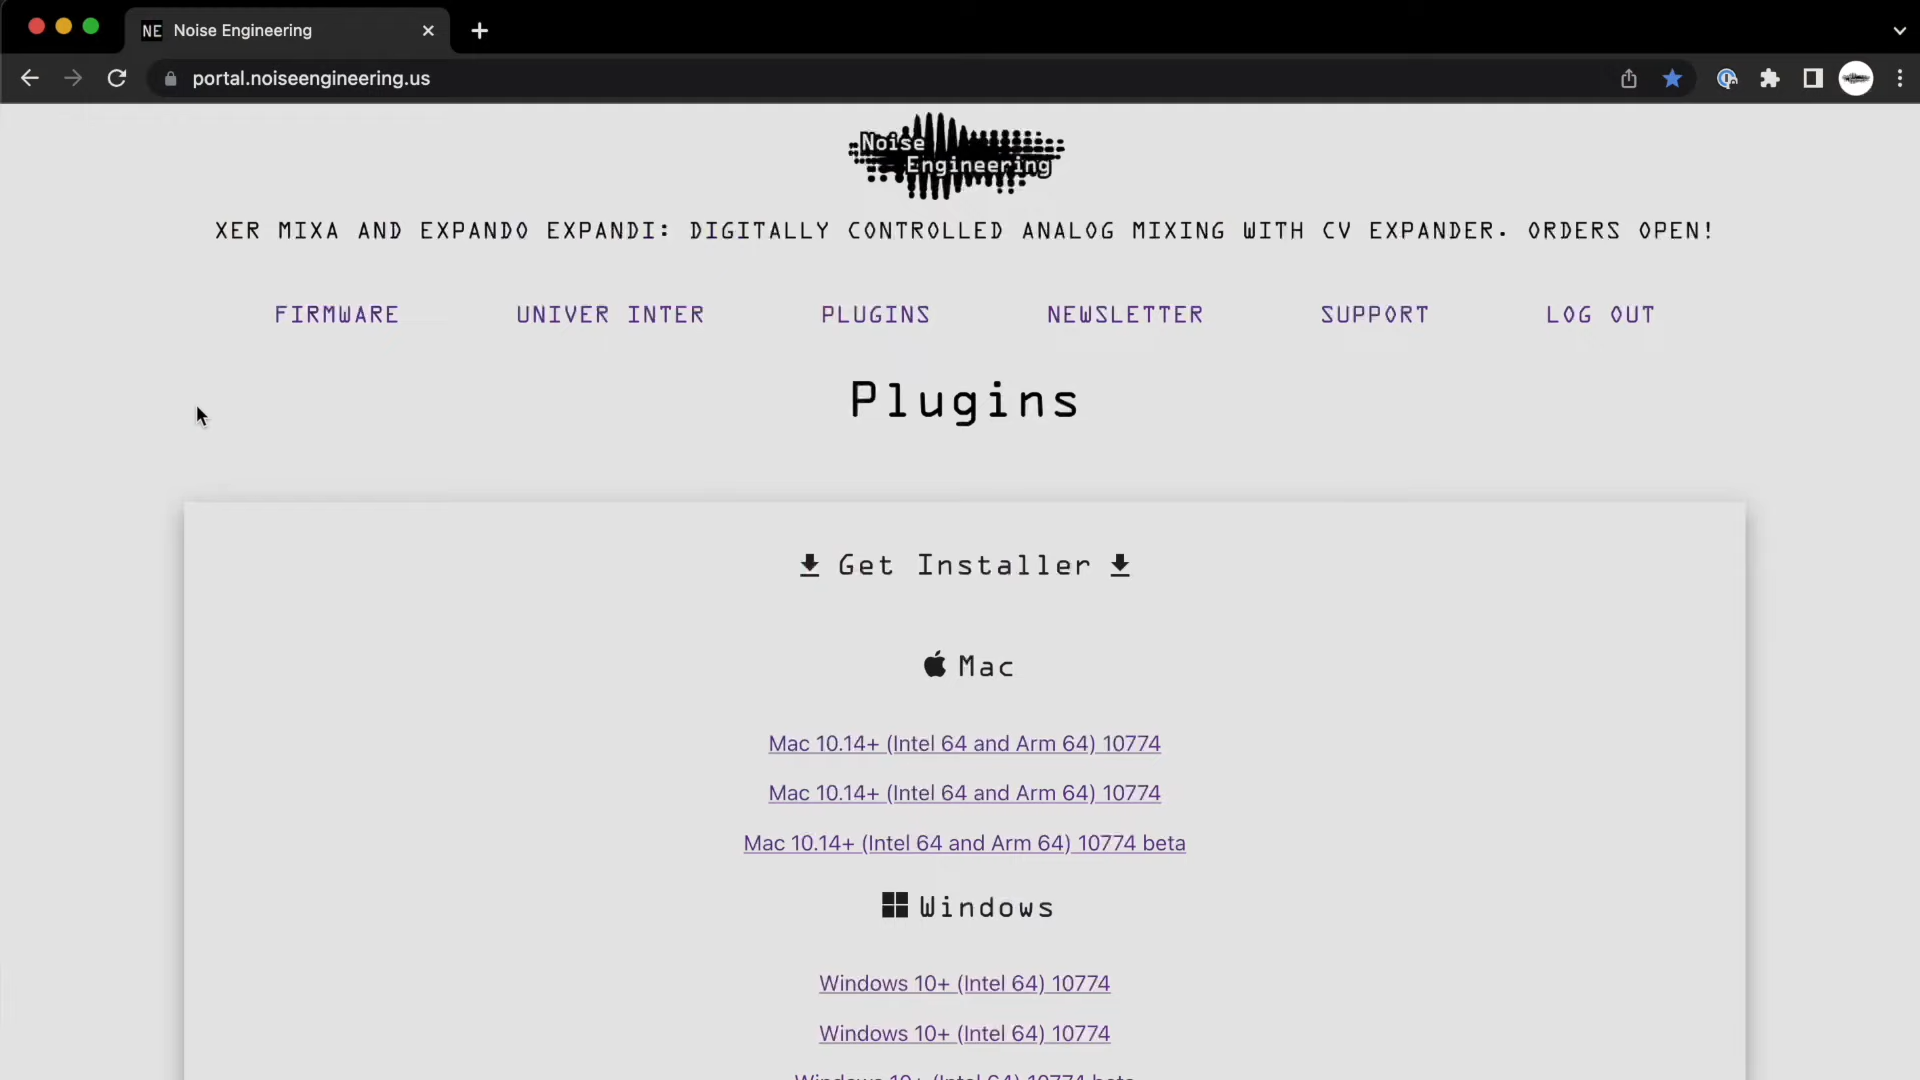 NE Noise Engineering
portal.noiseengineering.us
Noise
Engineering
XER MIXA AND EXPANDO EXPANDI: DIGITALLY CONTROLLED ANALOG MIXING WITH CV EXPANDER. ORDERS OPEN!
FIRMWARE UNIVER INTER PLUGINS NEWSLETTER SUPPORT LOG OUT
Plugins
Get Installer
Mac
Mac 10.14+ (Intel 64 and Arm 64) 10774
Mac 10.14+ (Intel 64 and Arm 64) 10774
Mac 10.14+ (Intel 64 and Arm 64) 10774 beta
Windows
Windows 10+ (Intel 64) 10774
Windows 10+ (Intel 64) 10774
Windows 10+ (Intel 64) 10774 beta